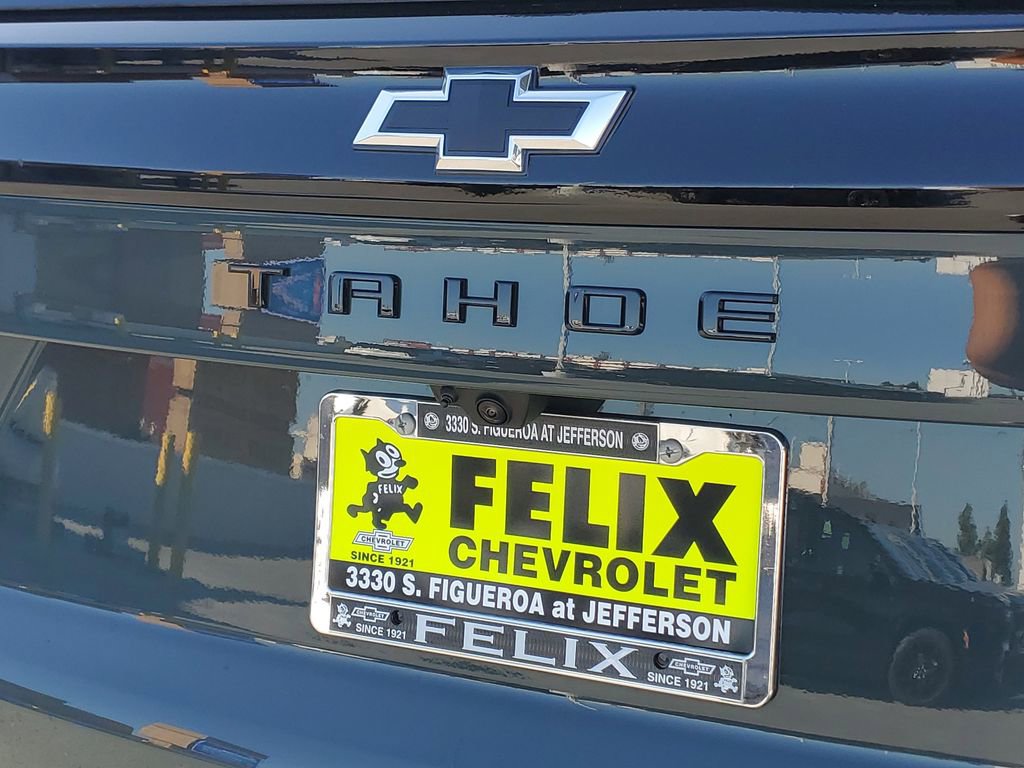 TAHOE
3330 S. FIGUEROA AT JEFFERSON
FELIX
FELIX
CHEVROLET
CHEVROLET
SINCE 1921
3330 S. FIGUEROA at JEFFERSON
CHEVROLET
SINCE 1921
FELIX
CHEVROLET
SINCE 1921